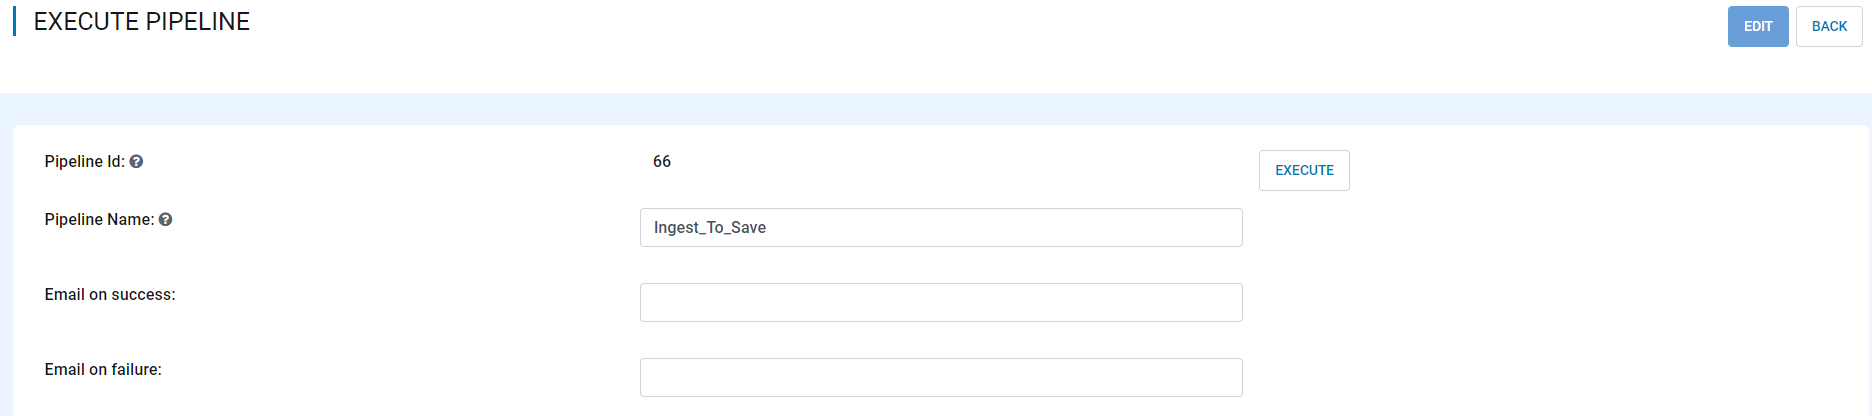 EXECUTE PIPELINE
EDIT
BACK
Pipeline Id:
66
EXECUTE
Pipeline Name:
Ingest_To_Save
Email on success:
Email on failure: